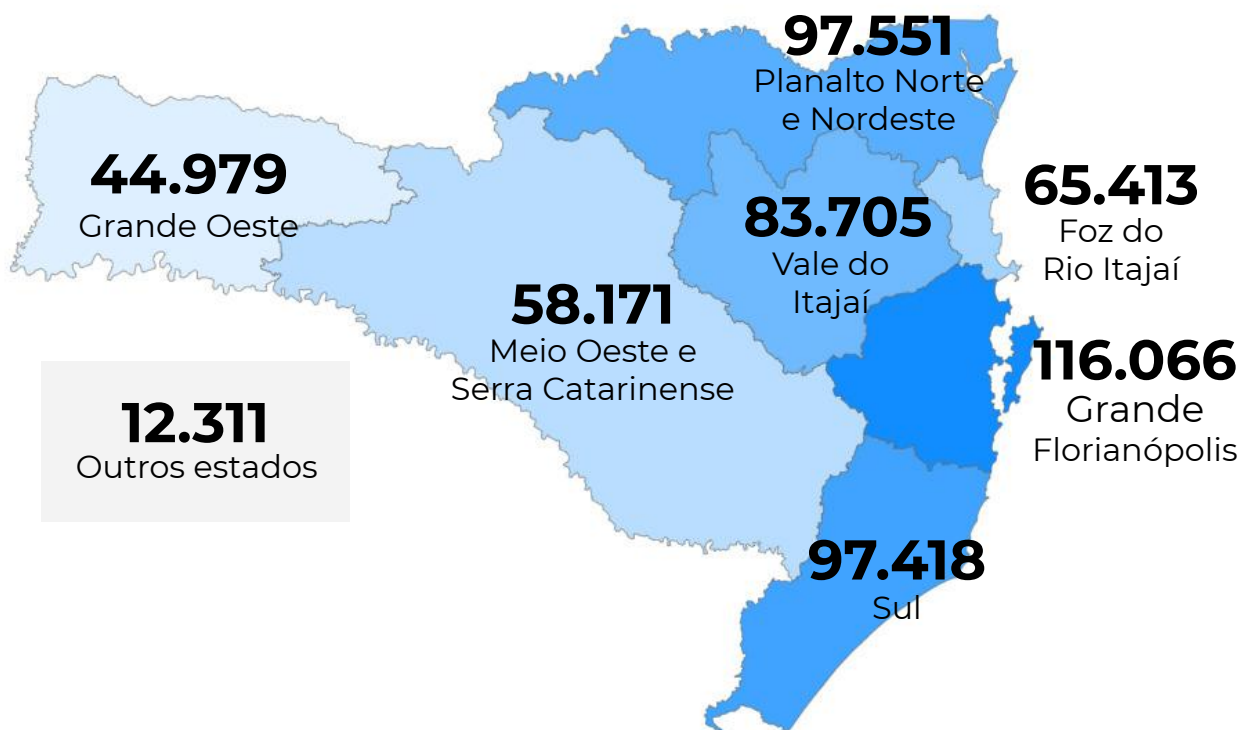 97.551
Planalto Norte
e Nordeste
44.979
Grande Oeste
65.413
Foz do
Rio Itajaí
83.705
Vale do
Itajaí
58.171
Meio Oeste e
Serra Catarinense
116.066
Grande
Florianópolis
12.311
Outros estados
97.418
Sul